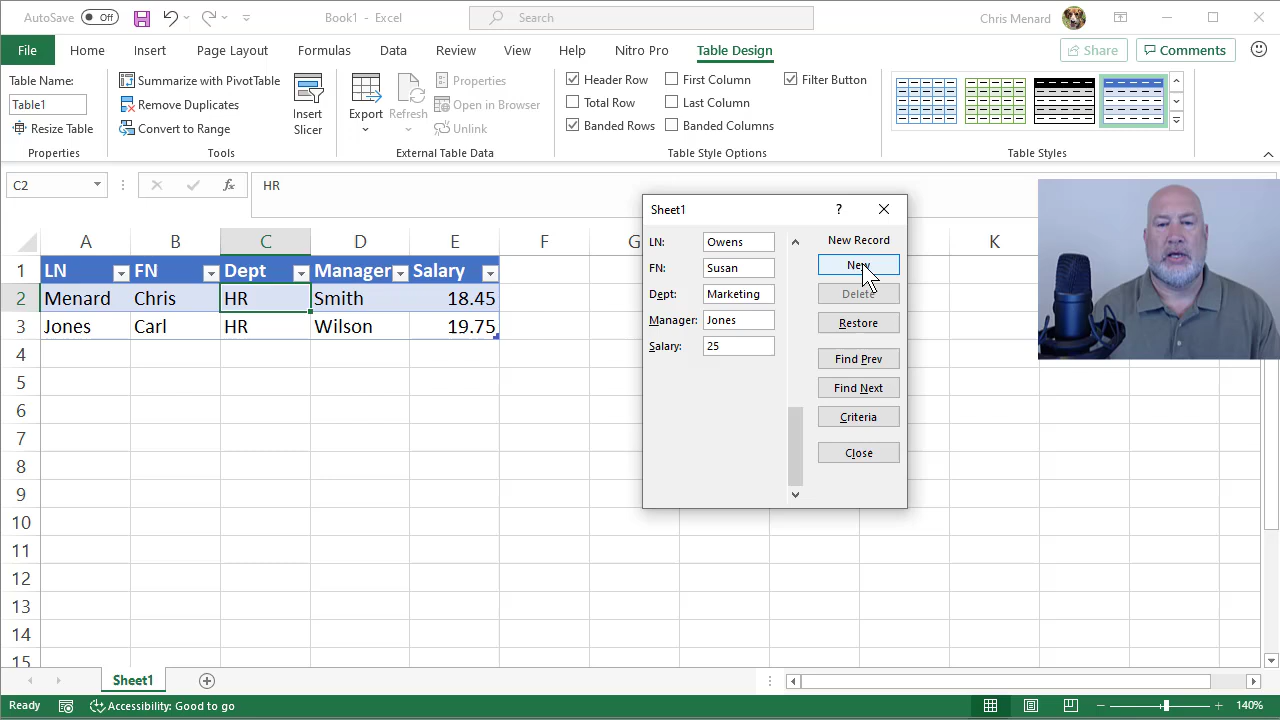 AutoSave Off Book1 - Excel Search Chris Menard
File Home Insert Page Layout Formulas Data Review View Help Nitro Pro Table Design Share Comments
Table Name:
Table1
Resize Table
Properties
Summarize with PivotTable
Remove Duplicates
Convert to Range
Insert
Slicer
Tools
Export
Refresh
Properties
Open in Browser
Unlink
External Table Data
Header Row First Column Filter Button
Total Row Last Column
Banded Rows Banded Columns
Table Style Options
Table Styles
C2 fx HR
A B C D E F G K
1 LN FN Dept Manager Salary
2 Menard Chris HR Smith 18.45
3 Jones Carl HR Wilson 19.75
4
5
6
7
8
9
10
11
12
13
14
15
Sheet1 ?
LN: Owens
FN: Susan
Dept: Marketing
Manager: Jones
Salary: 25
New Record
New
Delete
Restore
Find Prev
Find Next
Criteria
Close
Sheet1
Ready Accessibility: Good to go 140%